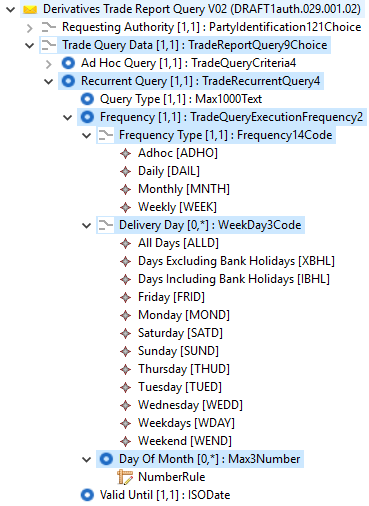 Derivatives Trade Report Query V02 (DRAFT1auth.029.001.02)
Requesting Authority [1,1] : PartyIdentification121Choice
Trade Query Data [1,1] : TradeReportQuery9Choice
Ad Hoc Query [1,1] : TradeQueryCriteria4
Recurrent Query [1,1] : TradeRecurrentQuery4
Query Type [1,1] : Max1000Text
Frequency [1,1] : TradeQueryExecutionFrequency2
Frequency Type [1,1] : Frequency14Code
Adhoc [ADHO]
Daily [DAIL]
Monthly [MNTH]
Weekly [WEEK]
Delivery Day [0,*] : WeekDay3Code
All Days [ALLD]
Days Excluding Bank Holidays [XBHL]
Days Including Bank Holidays [IBHL]
Friday [FRID]
Monday [MOND]
Saturday [SATD]
Sunday [SUND]
Thursday [THUD]
Tuesday [TUED]
Wednesday [WEDD]
Weekdays [WDAY]
Weekend [WEND]
Day Of Month [0,*] : Max3Number
NumberRule
Valid Until [1,1] : ISODate